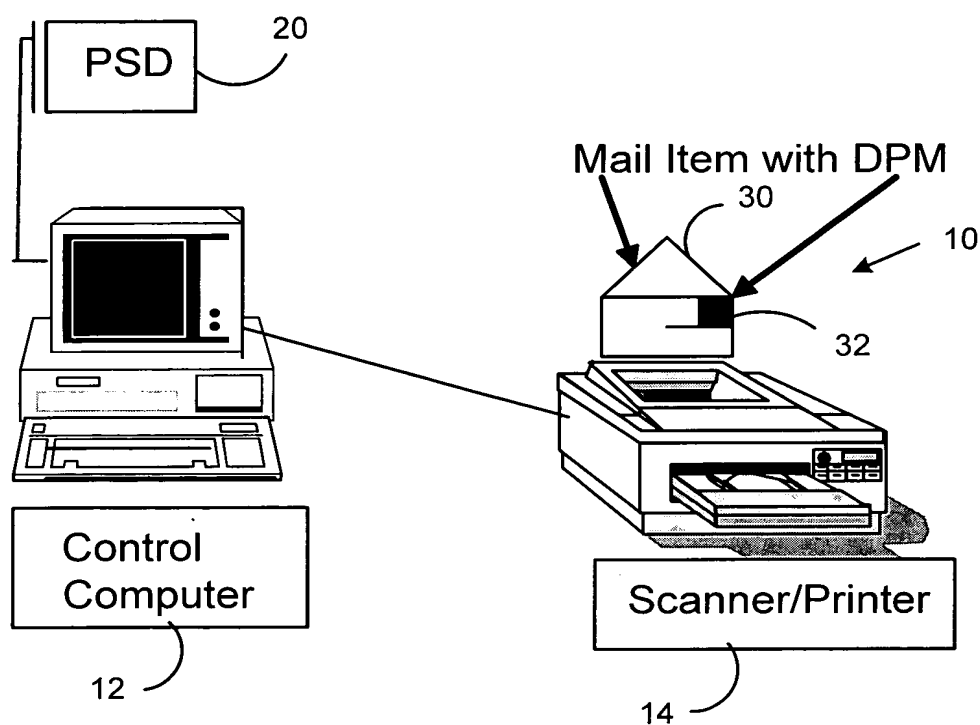 20
PSD
Mail Item with DPM
30
10
32
Control
Computer
Scanner/Printer
12
14